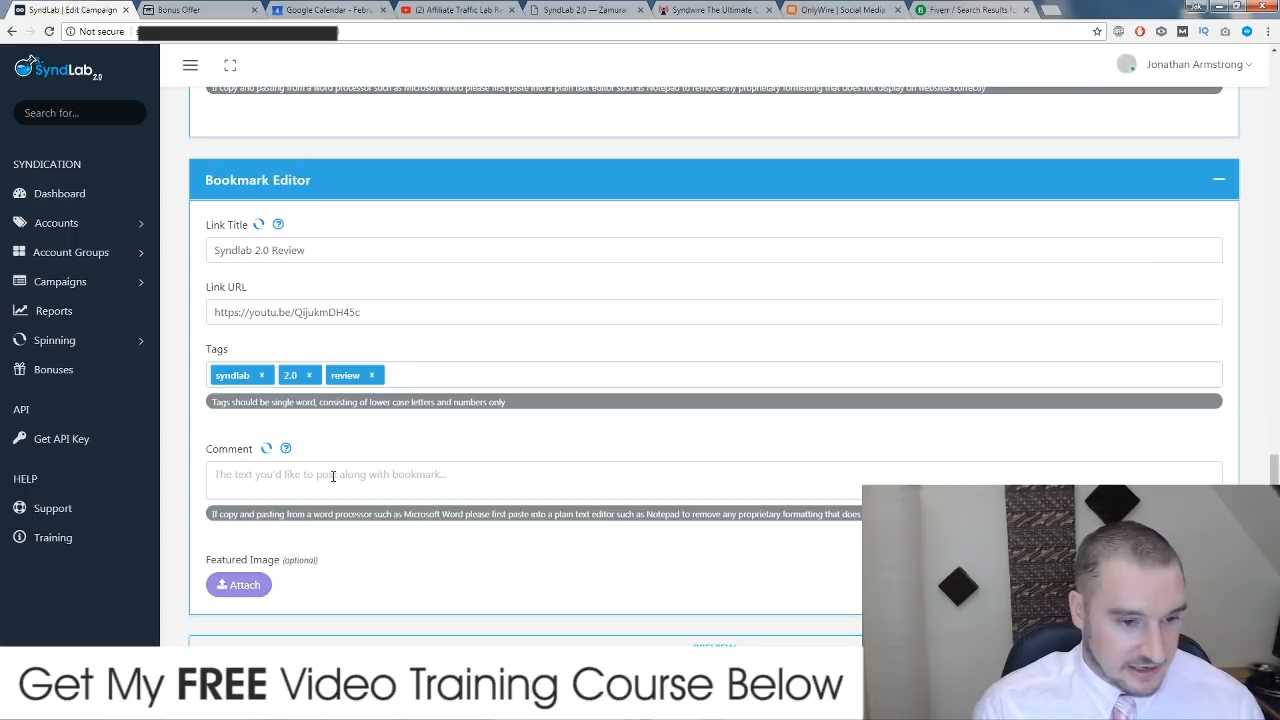 SyndLab | Edit Campaign
Bonus Offer
Google Calendar - Febru
(2) Affiliate Traffic Lab Re
SyndLab 2.0 — Zamurai
Syndwire The Ultimate C
OnlyWire | Social Media
Fiverr / Search Results fo
Jak
Not secure
SyndLab 2.0
Jonathan Armstrong
Search for...
If copy and pasting from a word processor such as Microsoft Word please first paste into a plain text editor such as Notepad to remove any proprietary formatting that does not display on websites correctly
SYNDICATION
Dashboard
Accounts
Account Groups
Campaigns
Reports
Spinning
Bonuses
API
Get API Key
HELP
Support
Training
Bookmark Editor
Link Title
Syndlab 2.0 Review
Link URL
https://youtu.be/QijukmDH45c
Tags
syndlab x 2.0 x review x
Tags should be single word, consisting of lower case letters and numbers only
Comment
The text you'd like to post along with bookmark...
If copy and pasting from a word processor such as Microsoft Word please first paste into a plain text editor such as Notepad to remove any proprietary formatting that does
Featured Image (optional)
Attach
PREVIEW
Get My FREE Video Training Course Below